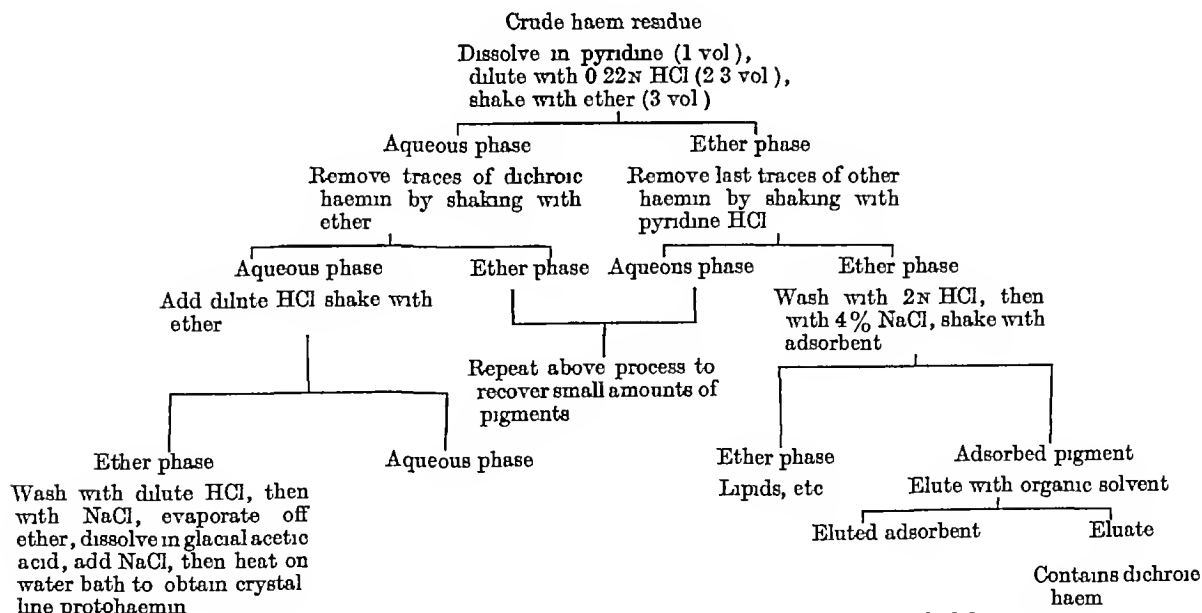 Crude haem residue
Dissolve in pyridine (1 vol),
dilute with 0 22N HCl (2 3 vol),
shake with ether (3 vol)
Aqueous phase
Ether phase
Remove traces of dichroic
haemin by shaking with
ether
Remove last traces of other
haemin by shaking with
pyridine HCl
Aqueous phase
Ether phase
Aqueous phase
Ether phase
Add dilute HCl shake with
ether
Wash with 2N HCl, then
with 4% NaCl, shake with
adsorbent
Repeat above process to
recover small amounts of
pigments
Ether phase
Aqueous phase
Ether phase
Adsorbed pigment
Wash with dilute HCl, then
with NaCl, evaporate off
ether, dissolve in glacial acetic
acid, add NaCl, then heat on
water bath to obtain crystal
line protohaemin
Lipids, etc
Elute with organic solvent
Eluted adsorbent
Eluate
Contains dichroic
haem